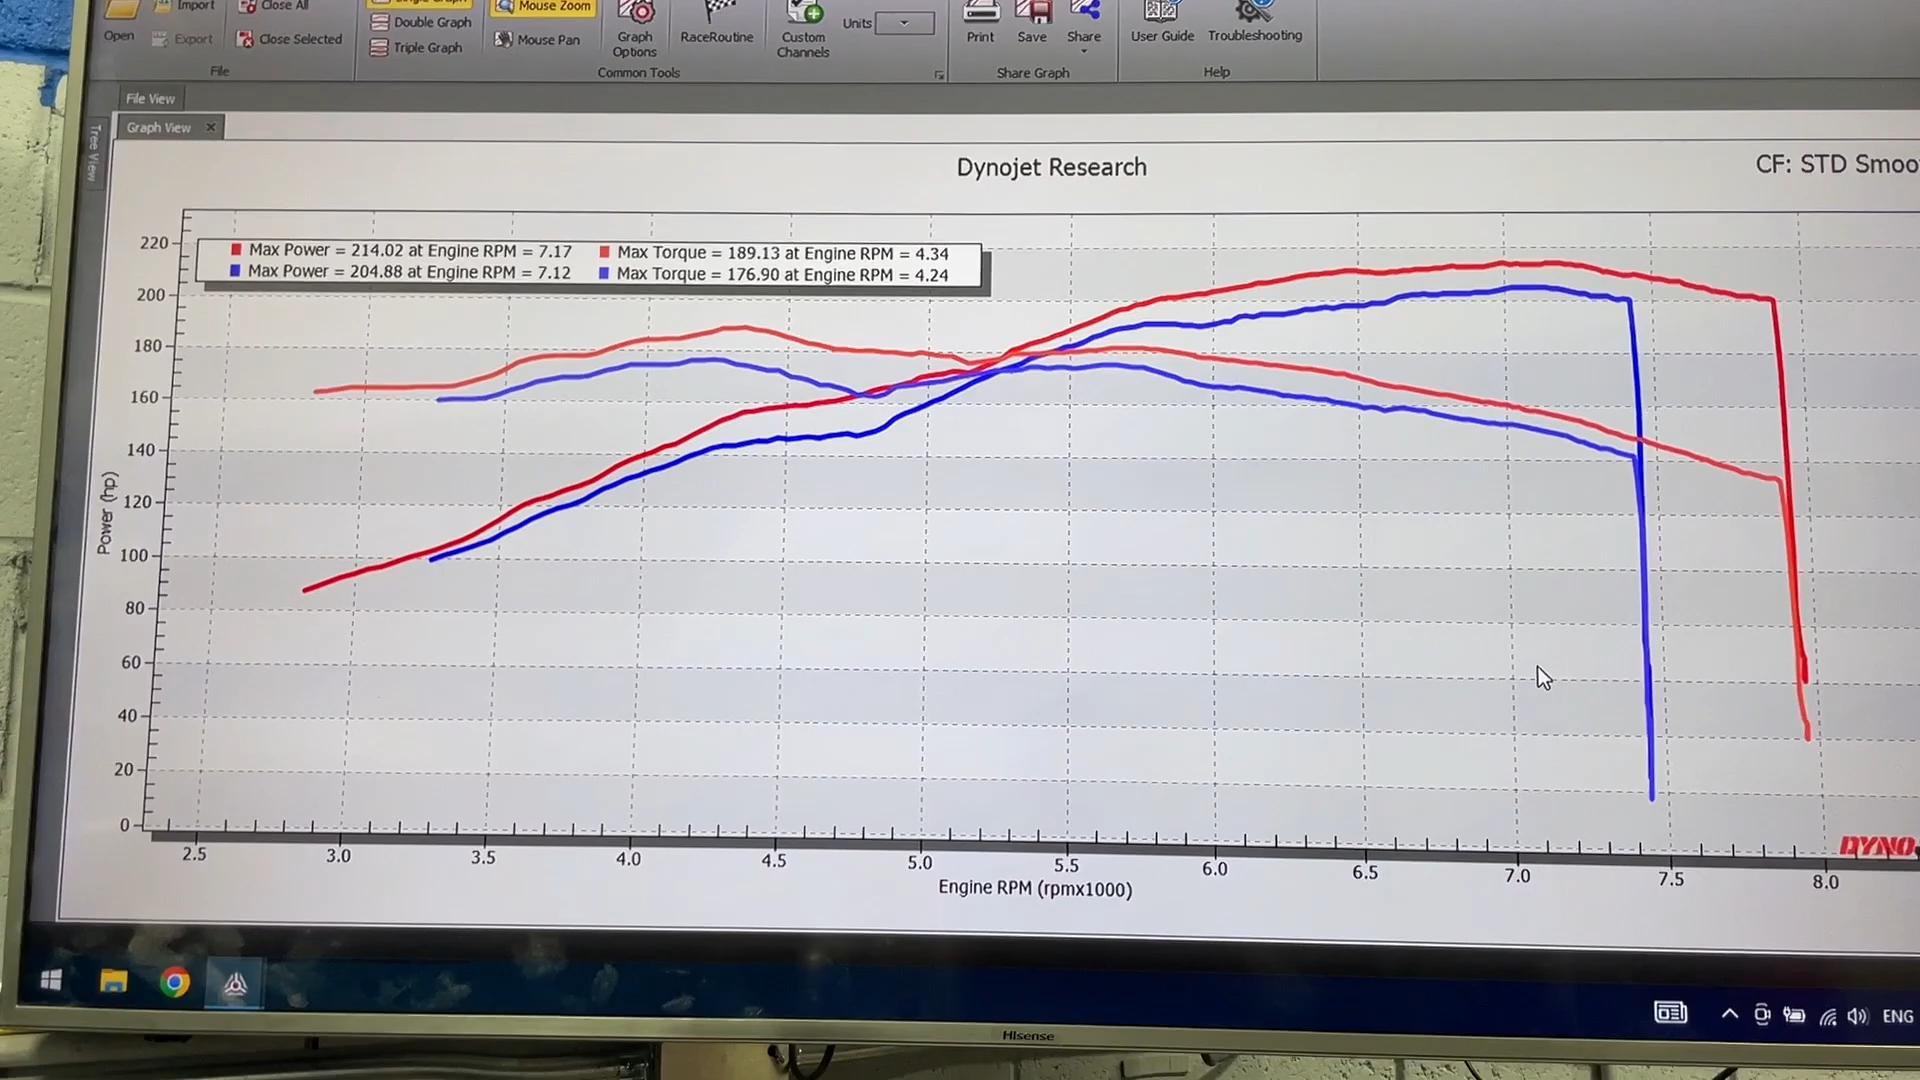 Import
Close All
Single Graph
Mouse Zoom
Open
Export
Close Selected
Double Graph
Triple Graph
Mouse Pan
Graph Options
RaceRoutine
Custom Channels
Units
Print
Save
Share
User Guide
Troubleshooting
File
Common Tools
Share Graph
Help
File View
Graph View
Tree View
Dynojet Research
CF: STD Smoo
Max Power = 214.02 at Engine RPM = 7.17
Max Torque = 189.13 at Engine RPM = 4.34
Max Power = 204.88 at Engine RPM = 7.12
Max Torque = 176.90 at Engine RPM = 4.24
220
200
180
160
140
120
100
80
60
40
20
0
Power (hp)
2.5 3.0 3.5 4.0 4.5 5.0 5.5 6.0 6.5 7.0 7.5 8.0
Engine RPM (rpmx1000)
DYNO
ENG
Hisense